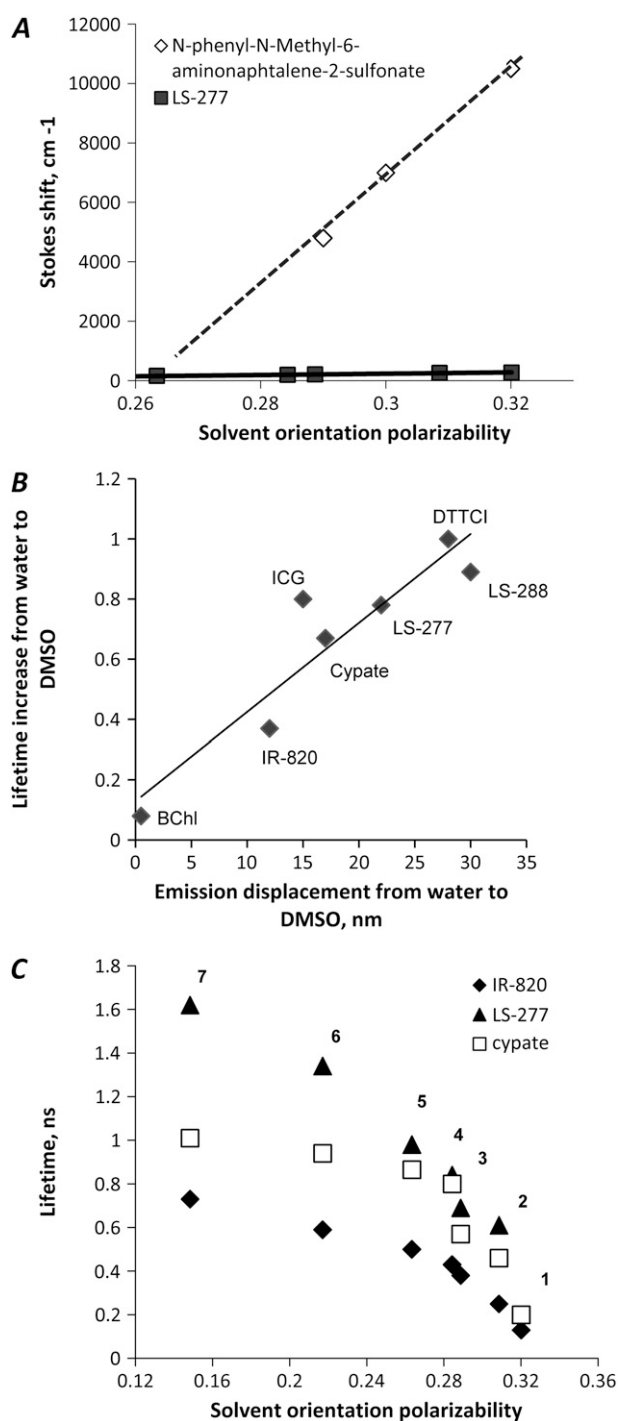 A
12000
10000
8000
6000
4000
2000
0
Stokes shift, cm -1
N-phenyl-N-Methyl-6-
aminonaphtalene-2-sulfonate
LS-277
0.26
0.28
0.3
0.32
Solvent orientation polarizability
B
1.2
1
0.8
0.6
0.4
0.2
0
Lifetime increase from water to
DMSO
DTTCI
ICG
LS-288
LS-277
Cypate
IR-820
BChl
0
5
10
15
20
25
30
35
Emission displacement from water to
DMSO, nm
C
1.8
1.6
1.4
1.2
1
0.8
0.6
0.4
0.2
0
Lifetime, ns
7
6
5
4
3
2
1
IR-820
LS-277
cypate
0.12
0.16
0.2
0.24
0.28
0.32
0.36
Solvent orientation polarizability